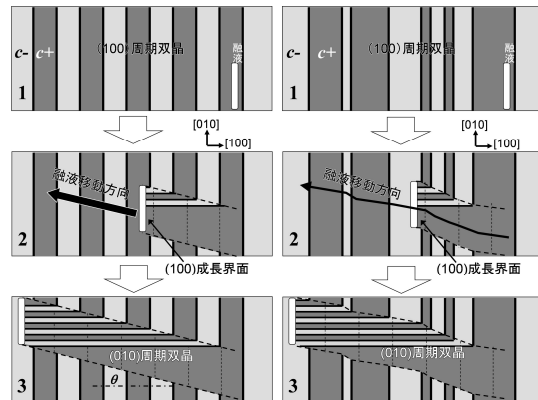 c- c+
(100)周期双晶
融液
1
c- c+
(100)周期双晶
融液
1
[010]
[100]
[010]
[100]
融液移動方向
2
(100)成長界面
融液移動方向
2
(100)成長界面
(010)周期双晶
θ
3
(010)周期双晶
3